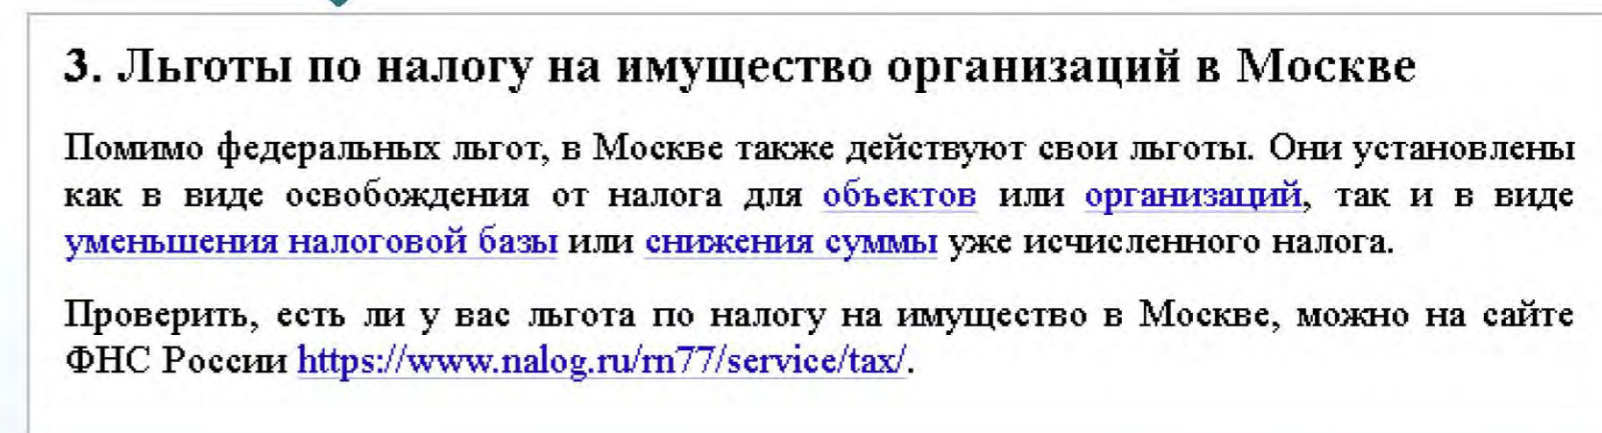 3. Льготы по налогу на имущество организаций в Москве
Помимо федеральных льгот, в Москве также действуют свои льготы. Они установлены
как в виде освобождения от налога для объектов или организаций, так и в виде
уменьшения налоговой базы или снижения суммы уже исчисленного налога.
Проверить, есть ли у вас льгота по налогу на имущество в Москве, можно на сайте
ФНС России https://www.nalog.ru/rn77/service/tax/.